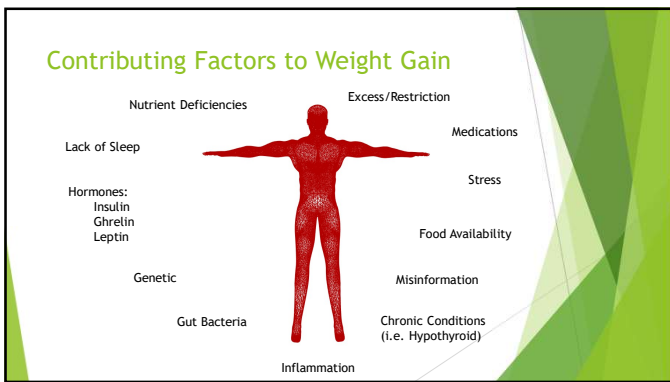 Contributing Factors to Weight Gain
Nutrient Deficiencies
Excess/Restriction
Medications
Lack of Sleep
Stress
Hormones:
Insulin
Ghrelin
Leptin
Food Availability
Genetic
Misinformation
Gut Bacteria
Chronic Conditions
(i.e. Hypothyroid)
Inflammation